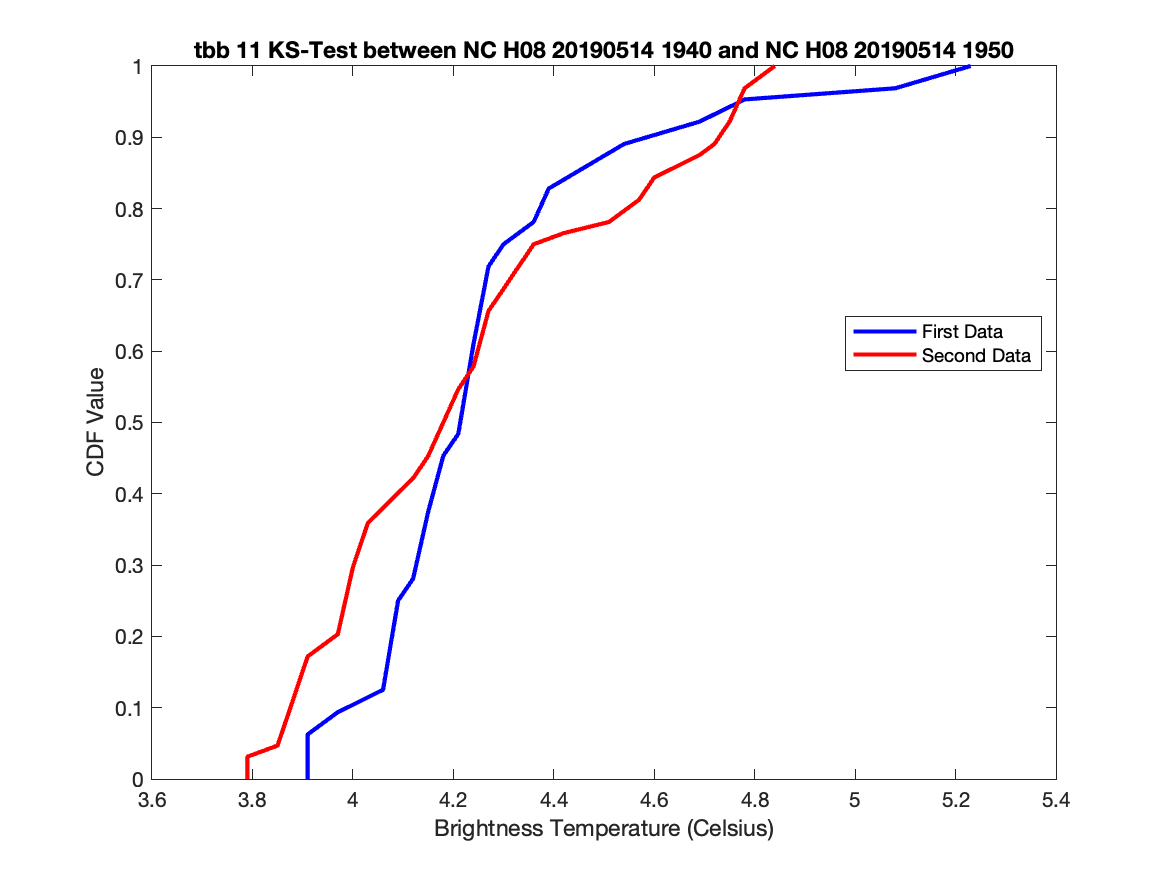 tbb 11 KS-Test between NC H08 20190514 1940 and NC H08 20190514 1950
1
0.9
0.8
0.7
0.6
0.5
0.4
0.3
0.2
0.1
0
CDF Value
First Data
Second Data
3.6 3.8 4 4.2 4.4 4.6 4.8 5 5.2 5.4
Brightness Temperature (Celsius)